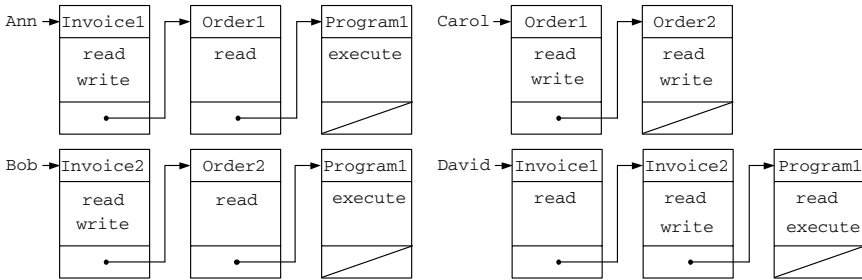 Ann Invoice1 Order1 Program1 Carol Order1 Order2
read read execute read read
write write write
Bob Invoice2 Order2 Program1 David Invoice1 Invoice2 Program1
read read execute read read read
write write execute